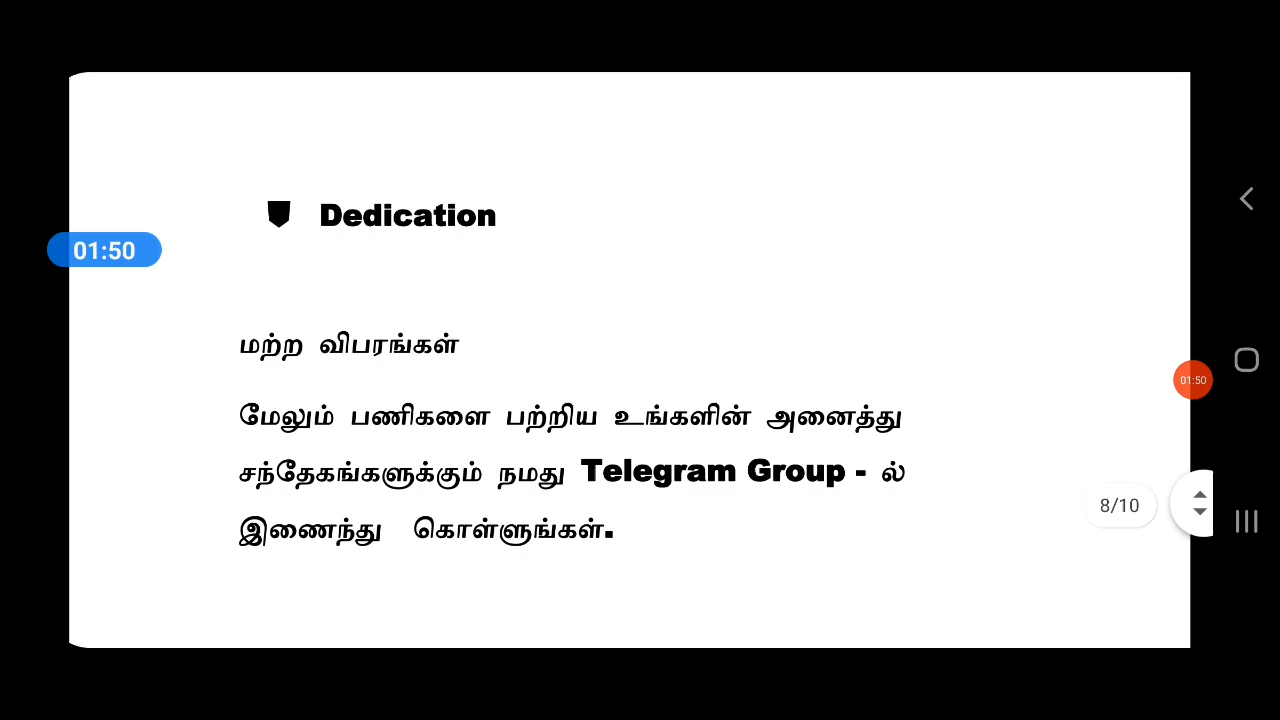 Dedication
01:50
மற்ற விபரங்கள்
மேலும் பணிகளை பற்றிய உங்களின் அனைத்து
01:50
சந்தேகங்களுக்கும் நமது Telegram Group - ல்
8/10
இணைந்து கொள்ளுங்கள்.